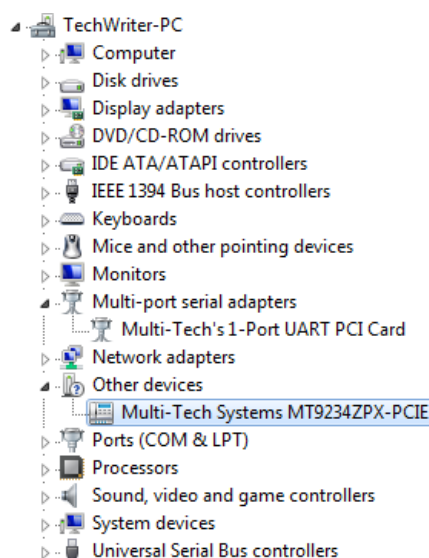 TechWriter-PC
Computer
Disk drives
Display adapters
DVD/CD-ROM drives
IDE ATA/ATAPI controllers
IEEE 1394 Bus host controllers
Keyboards
Mice and other pointing devices
Monitors
Multi-port serial adapters
Multi-Tech's 1-Port UART PCI Card
Network adapters
Other devices
Multi-Tech Systems MT9234ZPX-PCIE
Ports (COM & LPT)
Processors
Sound, video and game controllers
System devices
Universal Serial Bus controllers